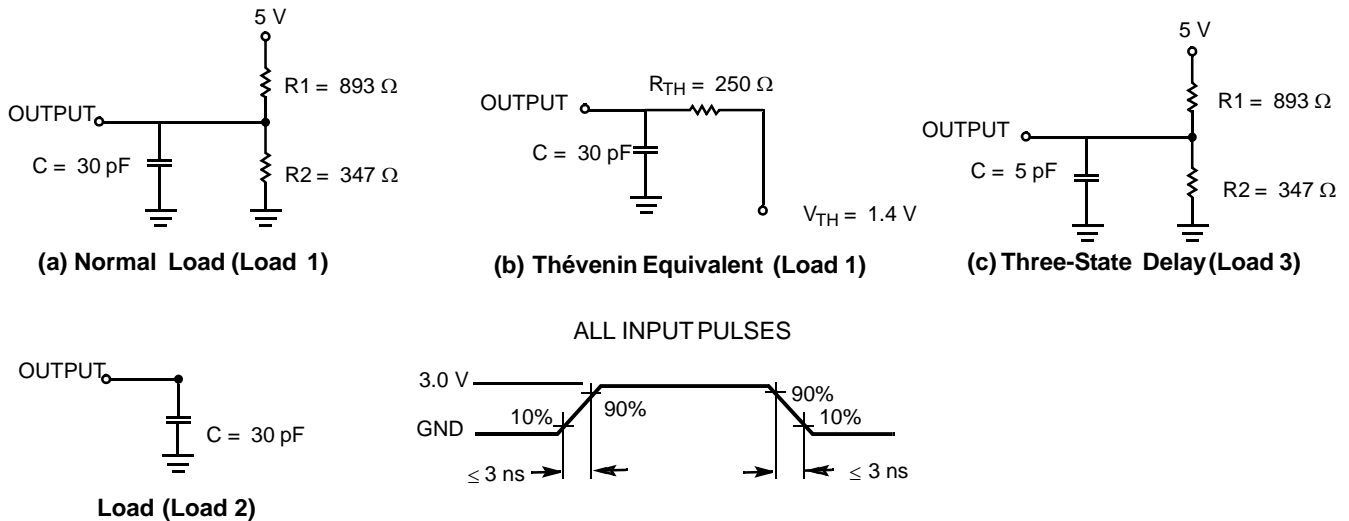 5 V
R1 = 893 Ω
OUTPUT
C = 30 pF
R2 = 347 Ω
(a) Normal Load (Load 1)
R_TH = 250 Ω
OUTPUT
C = 30 pF
V_TH = 1.4 V
(b) Thévenin Equivalent (Load 1)
5 V
R1 = 893 Ω
OUTPUT
C = 5 pF
R2 = 347 Ω
(c) Three-State Delay (Load 3)
OUTPUT
C = 30 pF
Load (Load 2)
ALL INPUT PULSES
3.0 V
GND
10%
90%
90%
10%
≤ 3 ns
≤ 3 ns